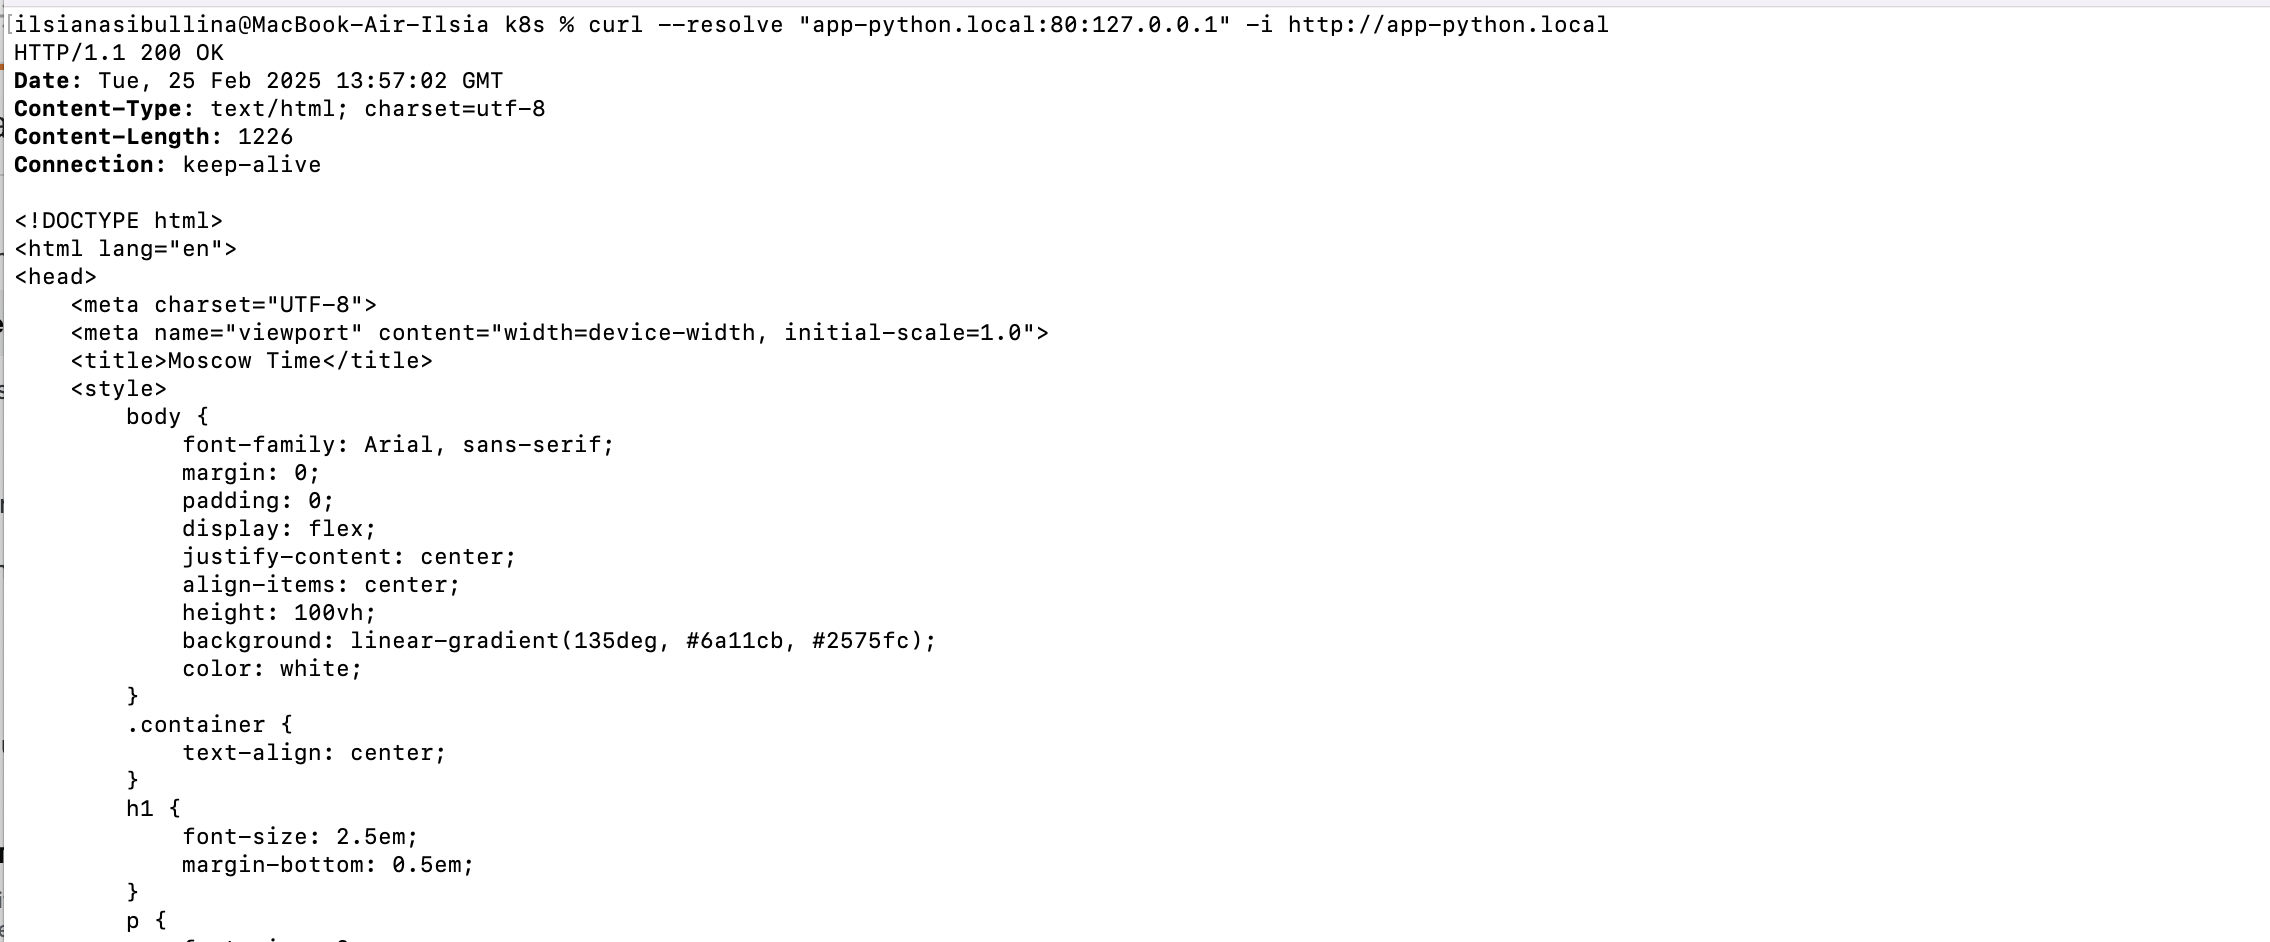 [ilsianasibullina@MacBook-Air-Ilsia k8s % curl --resolve "app-python.local:80:127.0.0.1" -i http://app-python.local
HTTP/1.1 200 OK
Date: Tue, 25 Feb 2025 13:57:02 GMT
Content-Type: text/html; charset=utf-8
Content-Length: 1226
Connection: keep-alive

<!DOCTYPE html>
<html lang="en">
<head>
    <meta charset="UTF-8">
    <meta name="viewport" content="width=device-width, initial-scale=1.0">
    <title>Moscow Time</title>
    <style>
        body {
            font-family: Arial, sans-serif;
            margin: 0;
            padding: 0;
            display: flex;
            justify-content: center;
            align-items: center;
            height: 100vh;
            background: linear-gradient(135deg, #6a11cb, #2575fc);
            color: white;
        }
        .container {
            text-align: center;
        }
        h1 {
            font-size: 2.5em;
            margin-bottom: 0.5em;
        }
        p {